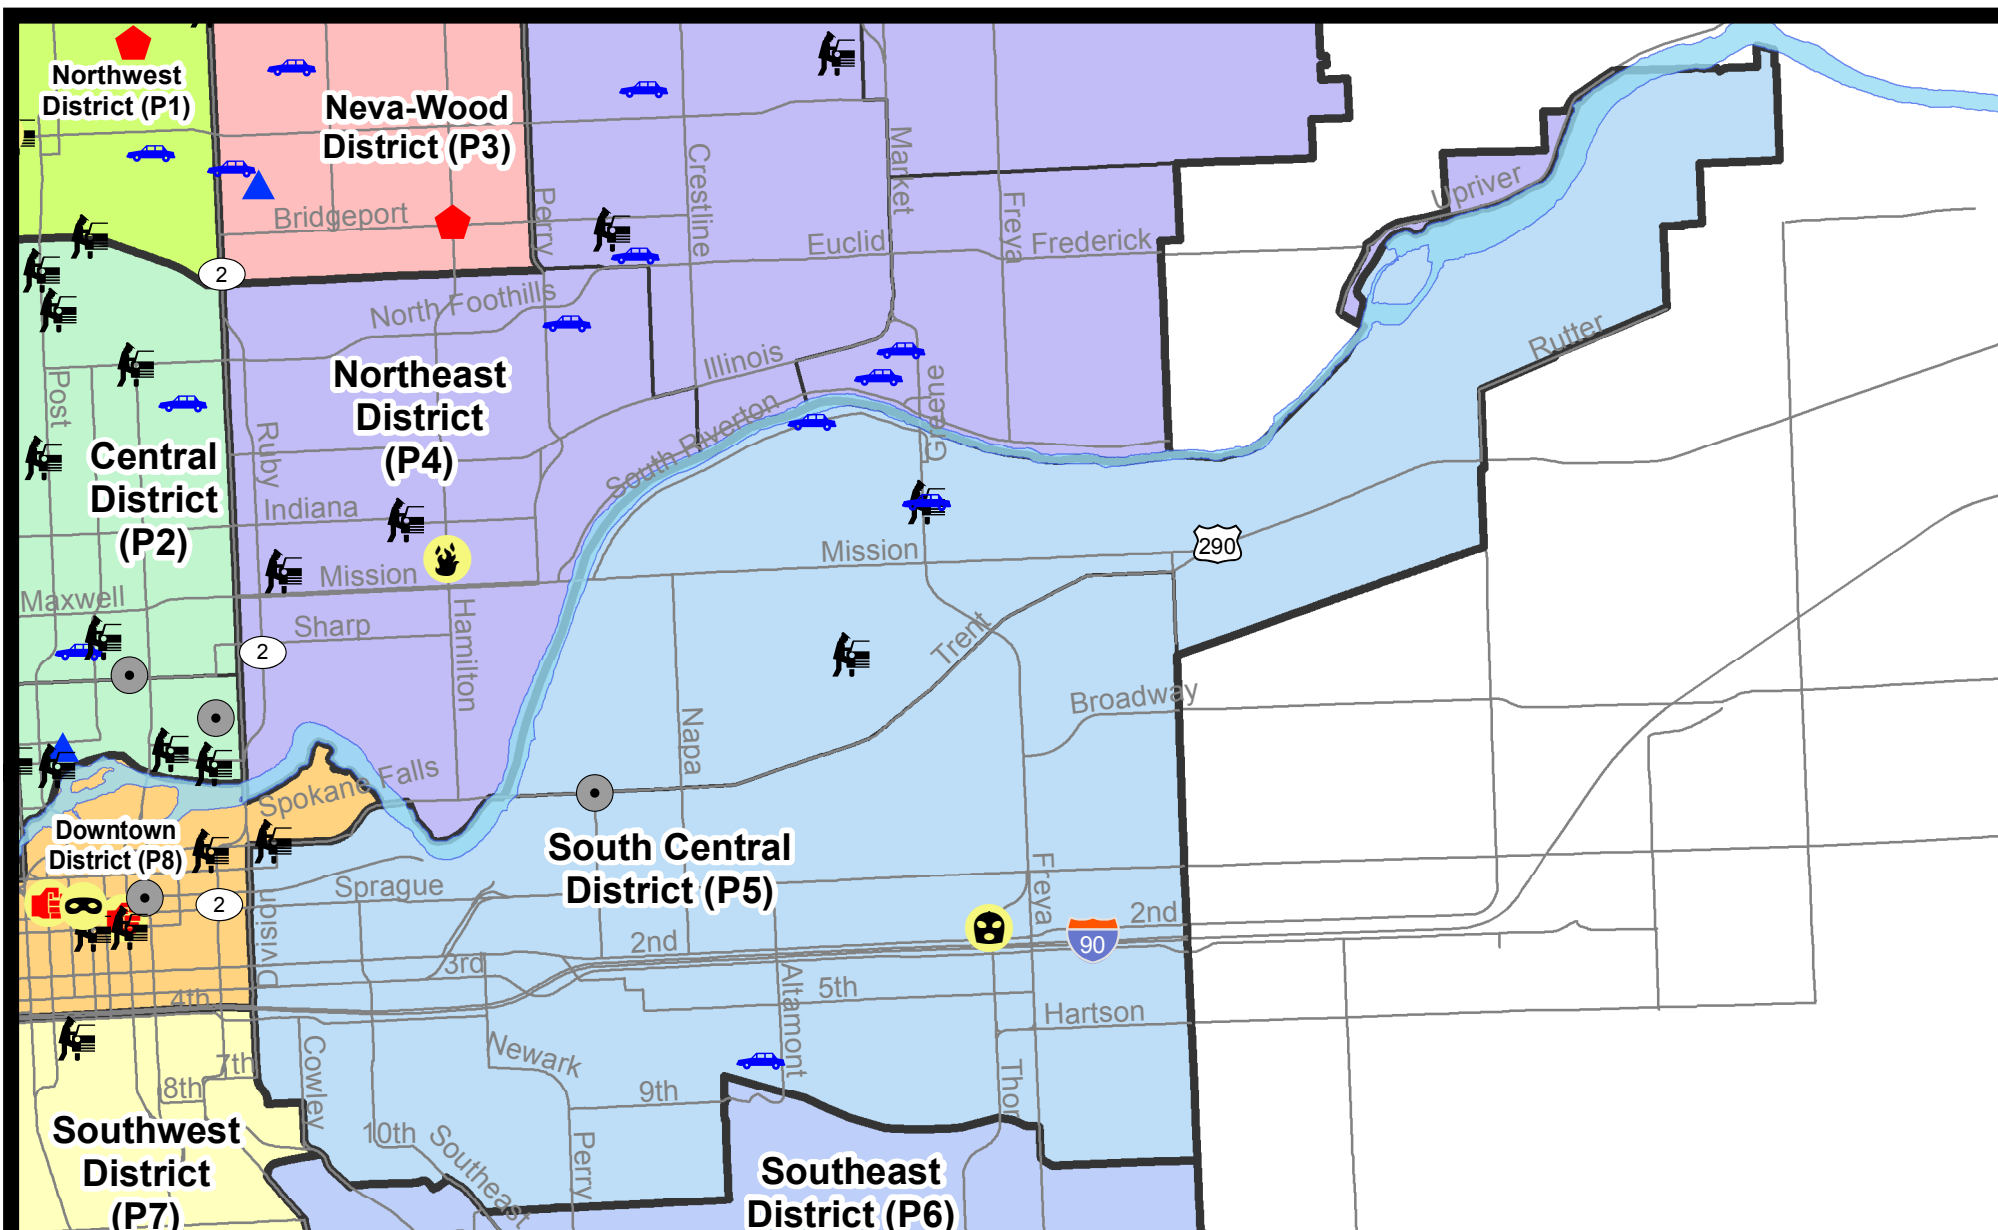 Northwest
District (P1)
Neva-Wood
District (P3)
Bridgeport
Perry
Crestline
Market
Freya
Euclid
Frederick
Upriver
2
North Foothills
Illinois
Rutter
Northeast
District
(P4)
Post
Ruby
Greene
South Riverton
Central
District
(P2)
Indiana
Mission
Mission
290
Maxwell
Sharp
2
Hamilton
Trent
Broadway
Napa
Spokane Falls
Downtown
District (P8)
South Central
District (P5)
Sprague
2
Freya
2nd
90
2nd
3rd
Division
4th
Altamont
5th
Hartson
Cowley
Newark
7th
8th
9th
Thor
10th
Southeast
Perry
Southwest
District
(P7)
Southeast
District (P6)